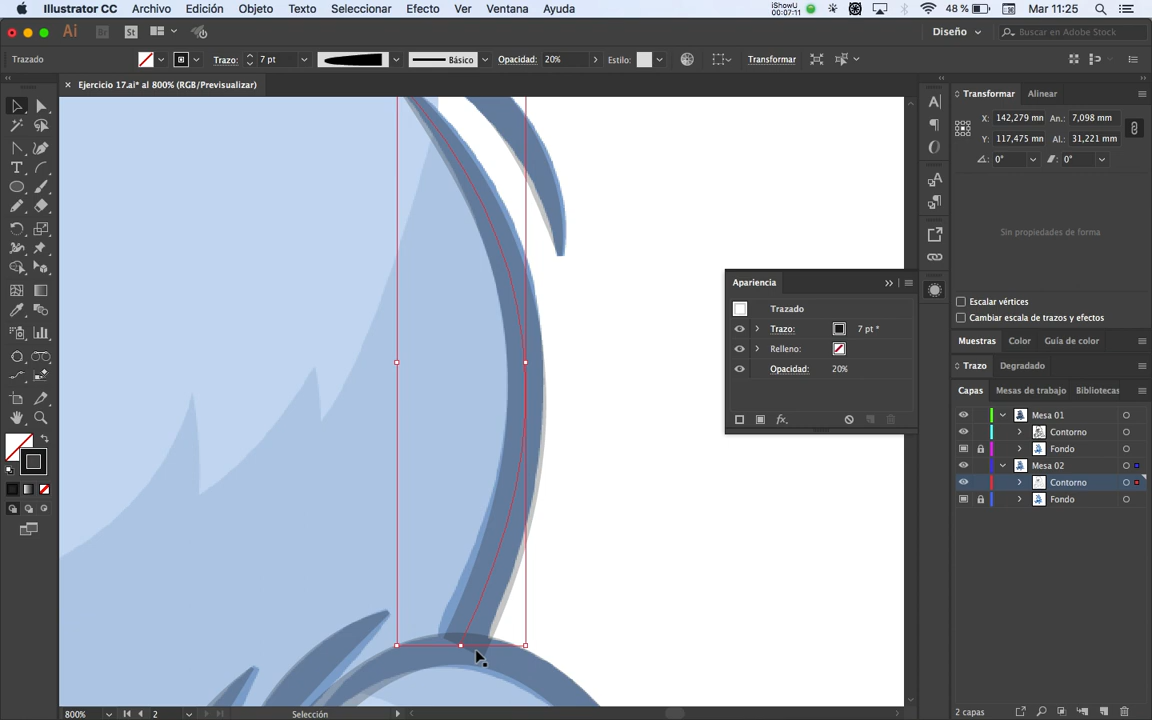 Illustrator CC Archivo Edición Objeto Texto Seleccionar Efecto Ver Ventana Ayuda iShowU 00:07:11 48 % Mar 11:25
Ai Br St Diseño Buscar en Adobe Stock
Trazado Trazo: 7 pt Básico Opacidad: 20% Estilo: Transformar
× Ejercicio 17.ai* al 800% (RGB/Previsualizar)
Transformar Alinear
X: 142,279 mm An.: 7,098 mm
Y: 117,475 mm Al.: 31,221 mm
0° 0°
Sin propiedades de forma
Escalar vértices
Cambiar escala de trazos y efectos
Apariencia
Trazado
Trazo: 7 pt *
Relleno:
Opacidad: 20%
fx.
Muestras Color Guía de color
Trazo Degradado
Capas Mesas de trabajo Bibliotecas
Mesa 01
Contorno
Fondo
Mesa 02
Contorno
Fondo
800% 2 Selección
2 capas